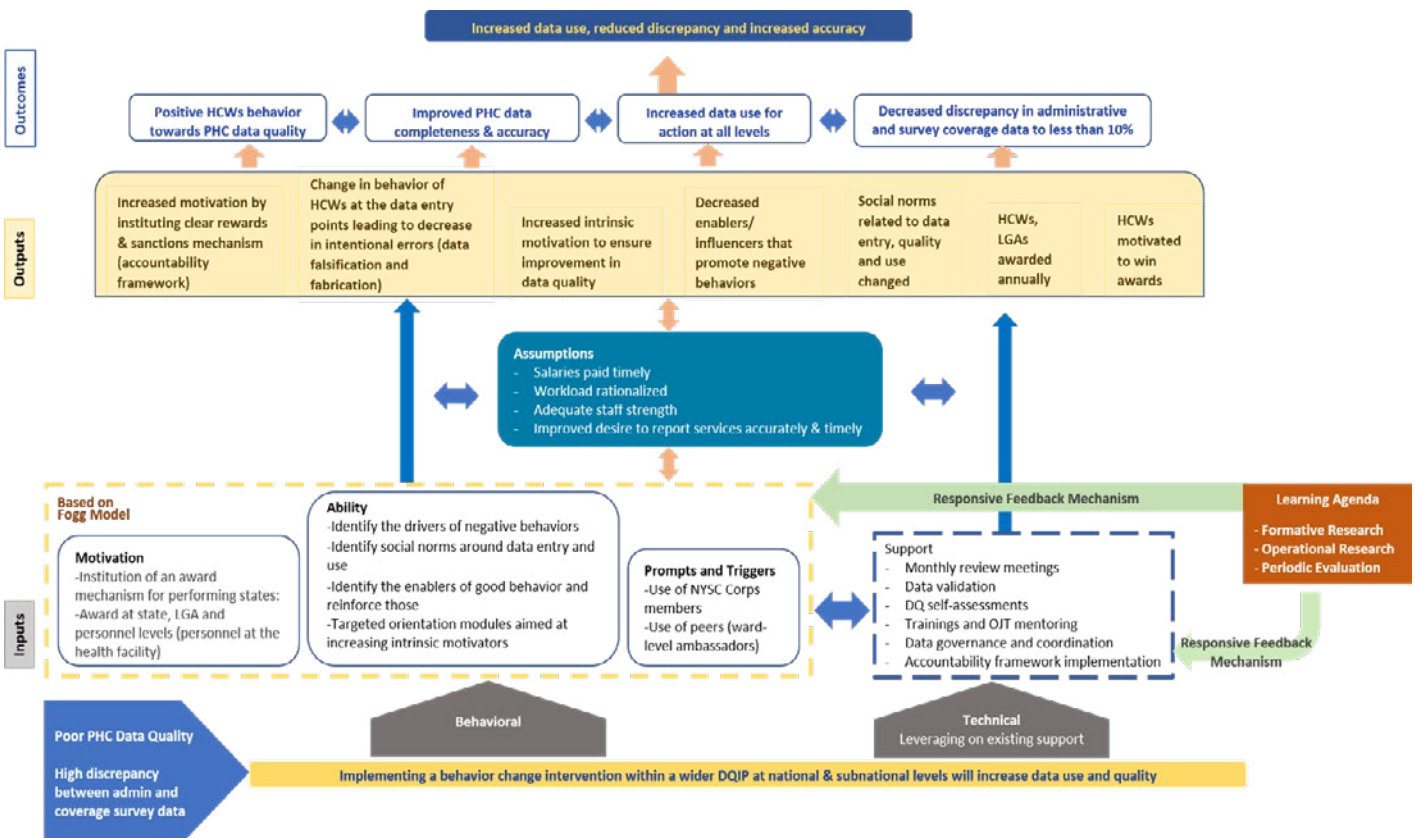 Increased data use, reduced discrepancy and increased accuracy
Outcomes
Positive HCWs behavior
towards PHC data quality
Improved PHC data
completeness & accuracy
Increased data use for
action at all levels
Decreased discrepancy in administrative
and survey coverage data to less than 10%
Outputs
Increased motivation by
instituting clear rewards
& sanctions mechanism
(accountability
framework)
Change in behavior of
HCWs at the data entry
points leading to decrease
in intentional errors (data
falsification and
fabrication)
Increased intrinsic
motivation to ensure
improvement in
data quality
Decreased
enablers/
influencers that
promote negative
behaviors
Social norms
related to data
entry, quality
and use
changed
HCWs,
LGAs
awarded
annually
HCWs
motivated
to win
awards
Assumptions
- Salaries paid timely
- Workload rationalized
- Adequate staff strength
- Improved desire to report services accurately & timely
Inputs
Based on
Fogg Model
Motivation
-Institution of an award
mechanism for performing states:
-Award at state, LGA and
personnel levels (personnel at the
health facility)
Ability
-Identify the drivers of negative behaviors
-Identify social norms around data entry and
use
-Identify the enablers of good behavior and
reinforce those
-Targeted orientation modules aimed at
increasing intrinsic motivators
Prompts and Triggers
-Use of NYSC Corps
members
-Use of peers (ward-
level ambassadors)
Responsive Feedback Mechanism
Support
- Monthly review meetings
- Data validation
- DQ self-assessments
- Trainings and OJT mentoring
- Data governance and coordination
- Accountability framework implementation
Learning Agenda
- Formative Research
- Operational Research
- Periodic Evaluation
Responsive Feedback
Mechanism
Behavioral
Technical
Leveraging on existing support
Poor PHC Data Quality
High discrepancy
between admin and
coverage survey data
Implementing a behavior change intervention within a wider DQIP at national & subnational levels will increase data use and quality